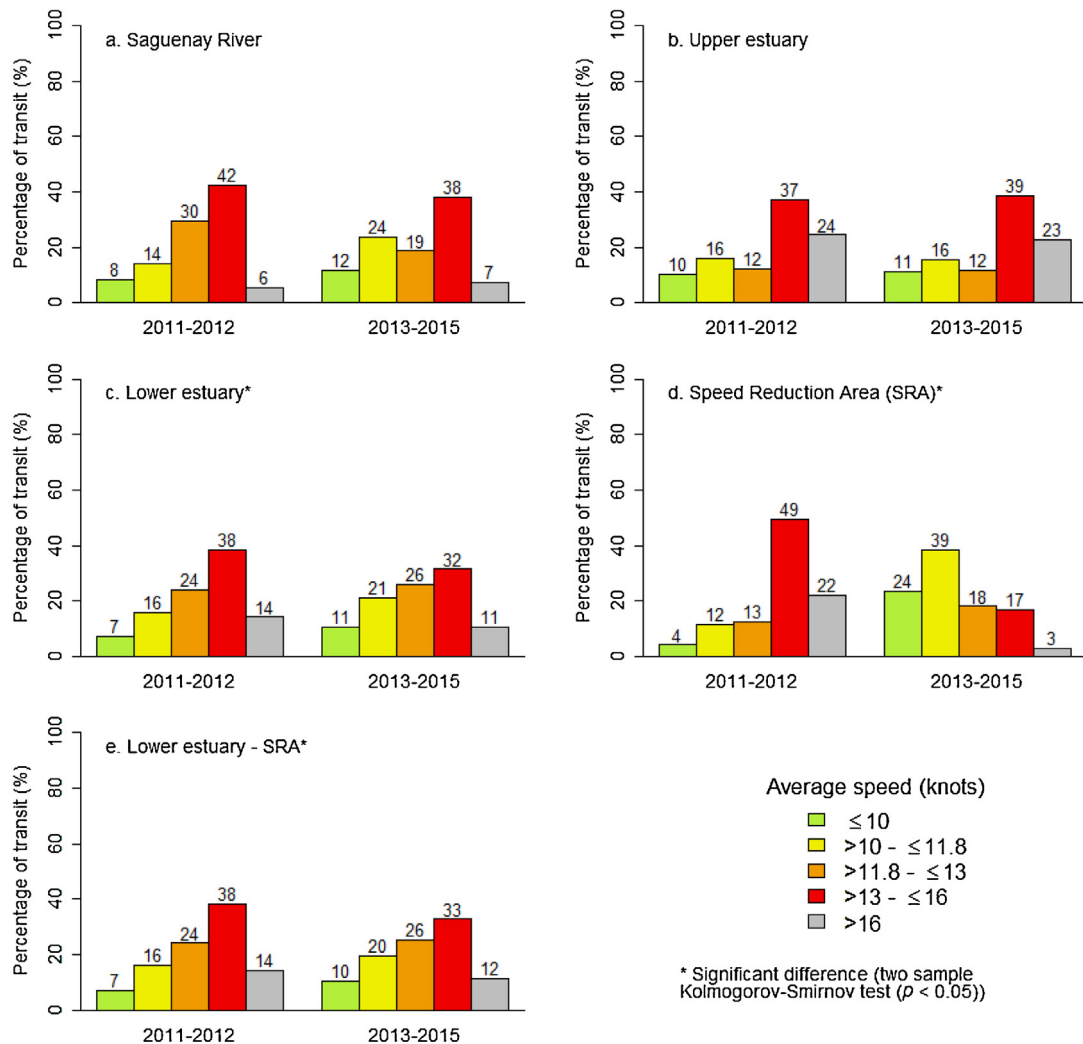 a. Saguenay River
Percentage of transit (%)
0 20 40 60 80 100
8 14 30 42 6
12 24 19 38 7
2011-2012 2013-2015
b. Upper estuary
Percentage of transit (%)
0 20 40 60 80 100
10 16 12 37 24
11 16 12 39 23
2011-2012 2013-2015
c. Lower estuary*
Percentage of transit (%)
0 20 40 60 80 100
7 16 24 38 14
11 21 26 32 11
2011-2012 2013-2015
d. Speed Reduction Area (SRA)*
Percentage of transit (%)
0 20 40 60 80 100
4 12 13 49 22
24 39 18 17 3
2011-2012 2013-2015
e. Lower estuary - SRA*
Percentage of transit (%)
0 20 40 60 80 100
7 16 24 38 14
10 20 26 33 12
2011-2012 2013-2015
Average speed (knots)
≤10
>10 - ≤11.8
>11.8 - ≤13
>13 - ≤16
>16
* Significant difference (two sample
Kolmogorov-Smirnov test (p < 0.05))